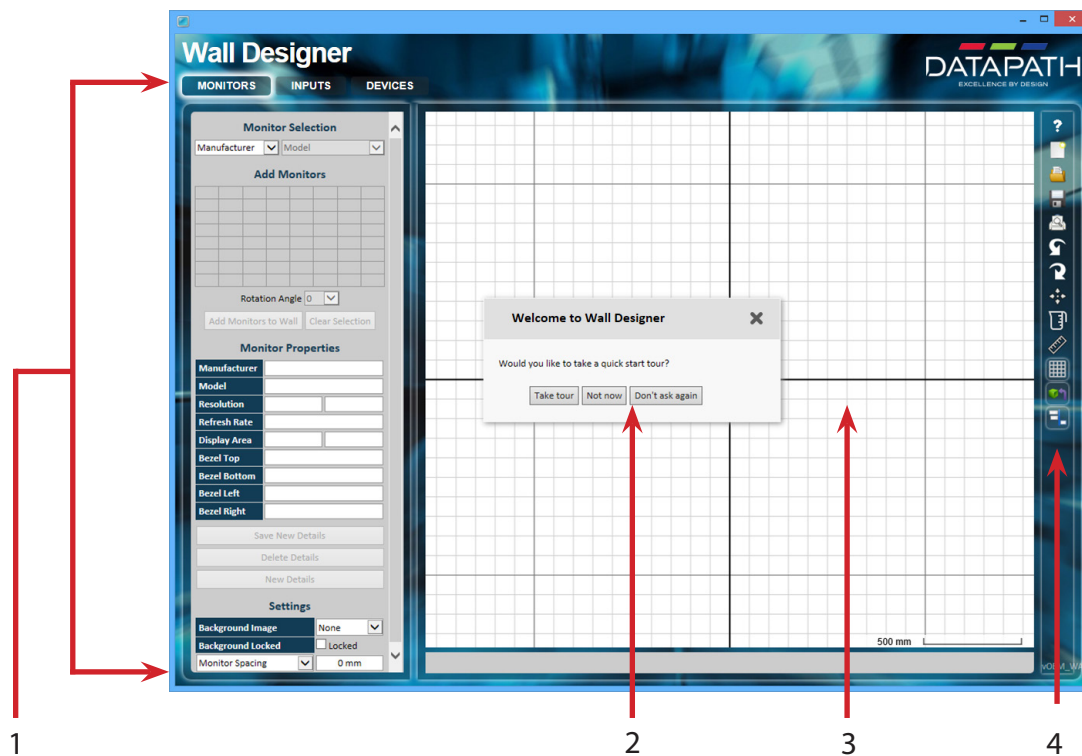 Wall Designer
DATAPATH
EXCELLENCE BY DESIGN
MONITORS INPUTS DEVICES
Monitor Selection
Manufacturer Model
Add Monitors
Rotation Angle 0
Add Monitors to Wall Clear Selection
Monitor Properties
Manufacturer
Model
Resolution
Refresh Rate
Display Area
Bezel Top
Bezel Bottom
Bezel Left
Bezel Right
Save New Details
Delete Details
New Details
Settings
Background Image None
Background Locked Locked
Monitor Spacing 0 mm
Welcome to Wall Designer
Would you like to take a quick start tour?
Take tour Not now Don't ask again
?
500 mm
1 2 3 4